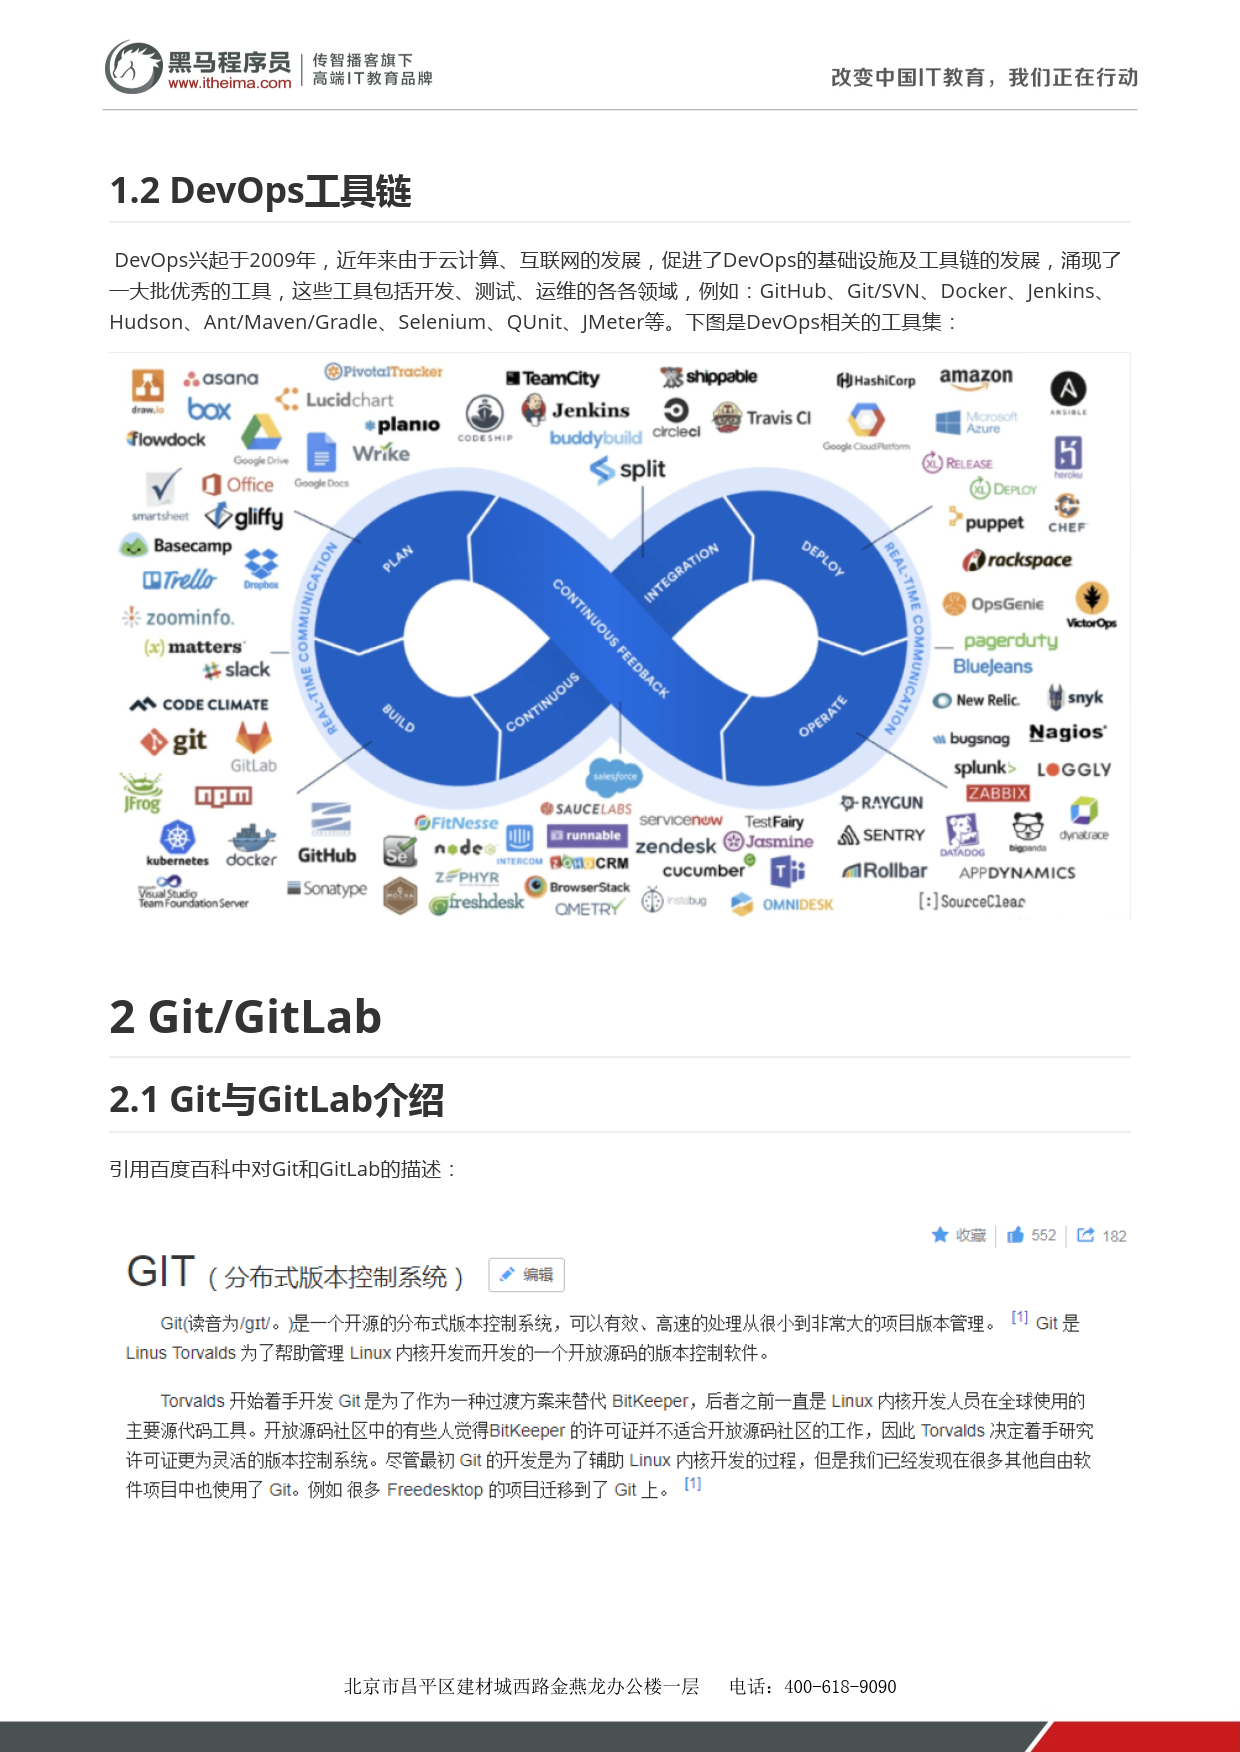 黑马程序员
www.itheima.com
传智播客旗下
高端IT教育品牌
改变中国IT教育，我们正在行动
1.2 DevOps工具链
DevOps兴起于2009年，近年来由于云计算、互联网的发展，促进了DevOps的基础设施及工具链的发展，涌现了
一大批优秀的工具，这些工具包括开发、测试、运维的各各领域，例如：GitHub、Git/SVN、Docker、Jenkins、
Hudson、Ant/Maven/Gradle、Selenium、QUnit、JMeter等。下图是DevOps相关的工具集：
draw.io
asana
PivotalTracker
TeamCity
shippable
HashiCorp
amazon
ANSIBLE
box
Lucidchart
planio
CODESHIP
Jenkins
circleci
Travis CI
Google Cloud Platform
Microsoft Azure
flowdock
Google Drive
Google Docs
Wrike
buddybuild
split
XL RELEASE
heroku
smartsheet
Office
gliffy
XL DEPLOY
puppet
CHEF
Basecamp
Trello
Dropbox
rackspace
zoominfo.
OpsGenie
VictorOps
(x) matters
slack
pagerduty
BlueJeans
CODE CLIMATE
New Relic.
snyk
git
GitLab
bugsnag
Nagios
JFrog
npm
splunk>
LOGGLY
ZABBIX
kubernetes
docker
GitHub
Se
FitNesse
node
INTERCOM
SAUCELABS
runnable
ZOHO CRM
servicenow
zendesk
TestFairy
Jasmine
cucumber
RAYGUN
SENTRY
DATADOG
bigpanda
dynatrace
Visual Studio
Team Foundation Server
Sonatype
MOCHA
ZEPHYR
freshdesk
BrowserStack
QMETRY
instabug
OMNIDESK
Rollbar
APPDYNAMICS
[:]SourceClear
salesforce
REAL-TIME COMMUNICATION
PLAN
BUILD
CONTINUOUS
CONTINUOUS FEEDBACK
INTEGRATION
DEPLOY
OPERATE
REAL-TIME COMMUNICATION
2 Git/GitLab
2.1 Git与GitLab介绍
引用百度百科中对Git和GitLab的描述：
收藏 552 182
GIT（分布式版本控制系统） 编辑
Git(读音为/gɪt/。)是一个开源的分布式版本控制系统，可以有效、高速的处理从很小到非常大的项目版本管理。 [1] Git 是
Linus Torvalds 为了帮助管理 Linux 内核开发而开发的一个开放源码的版本控制软件。
Torvalds 开始着手开发 Git 是为了作为一种过渡方案来替代 BitKeeper，后者之前一直是 Linux 内核开发人员在全球使用的
主要源代码工具。开放源码社区中的有些人觉得BitKeeper 的许可证并不适合开放源码社区的工作，因此 Torvalds 决定着手研究
许可证更为灵活的版本控制系统。尽管最初 Git 的开发是为了辅助 Linux 内核开发的过程，但是我们已经发现在很多其他自由软
件项目中也使用了 Git。例如 很多 Freedesktop 的项目迁移到了 Git 上。 [1]
北京市昌平区建材城西路金燕龙办公楼一层 电话：400-618-9090